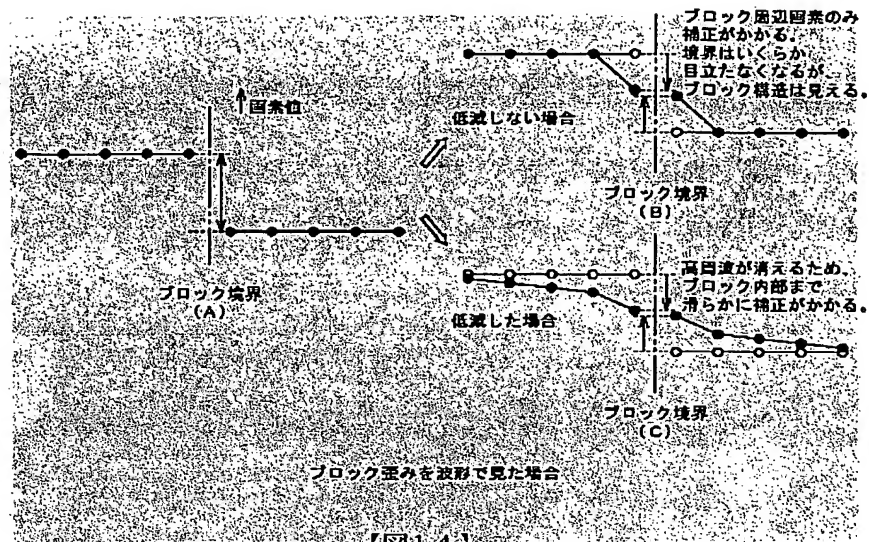 ブロック周辺画素のみ
補正がかかる。
境界はいくらか
目立たなくなるが
ブロック構造は見える。
画素値
低減しない場合
ブロック境界
(B)
ブロック境界
(A)
高周波が消えるため、
ブロック内部まで
滑らかに補正がかかる。
低減した場合
ブロック境界
(C)
ブロック歪みを波形で見た場合
【図14】